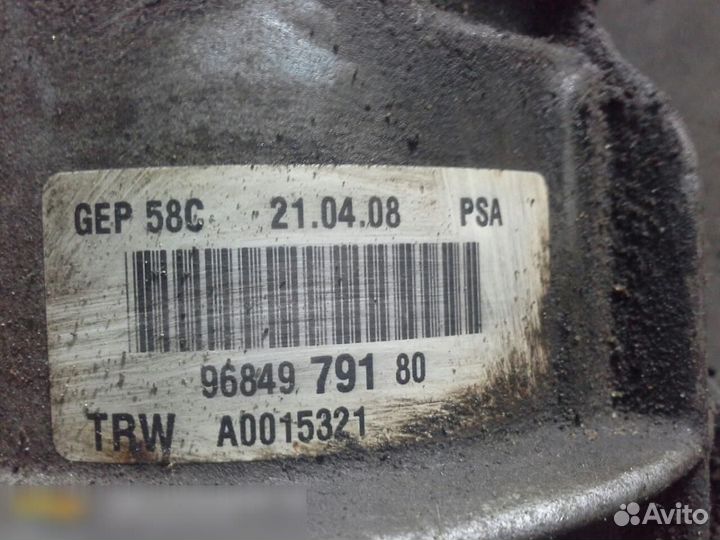 GEP 58C 21.04.08 PSA
96849 791 80
TRW A0015321
Avito